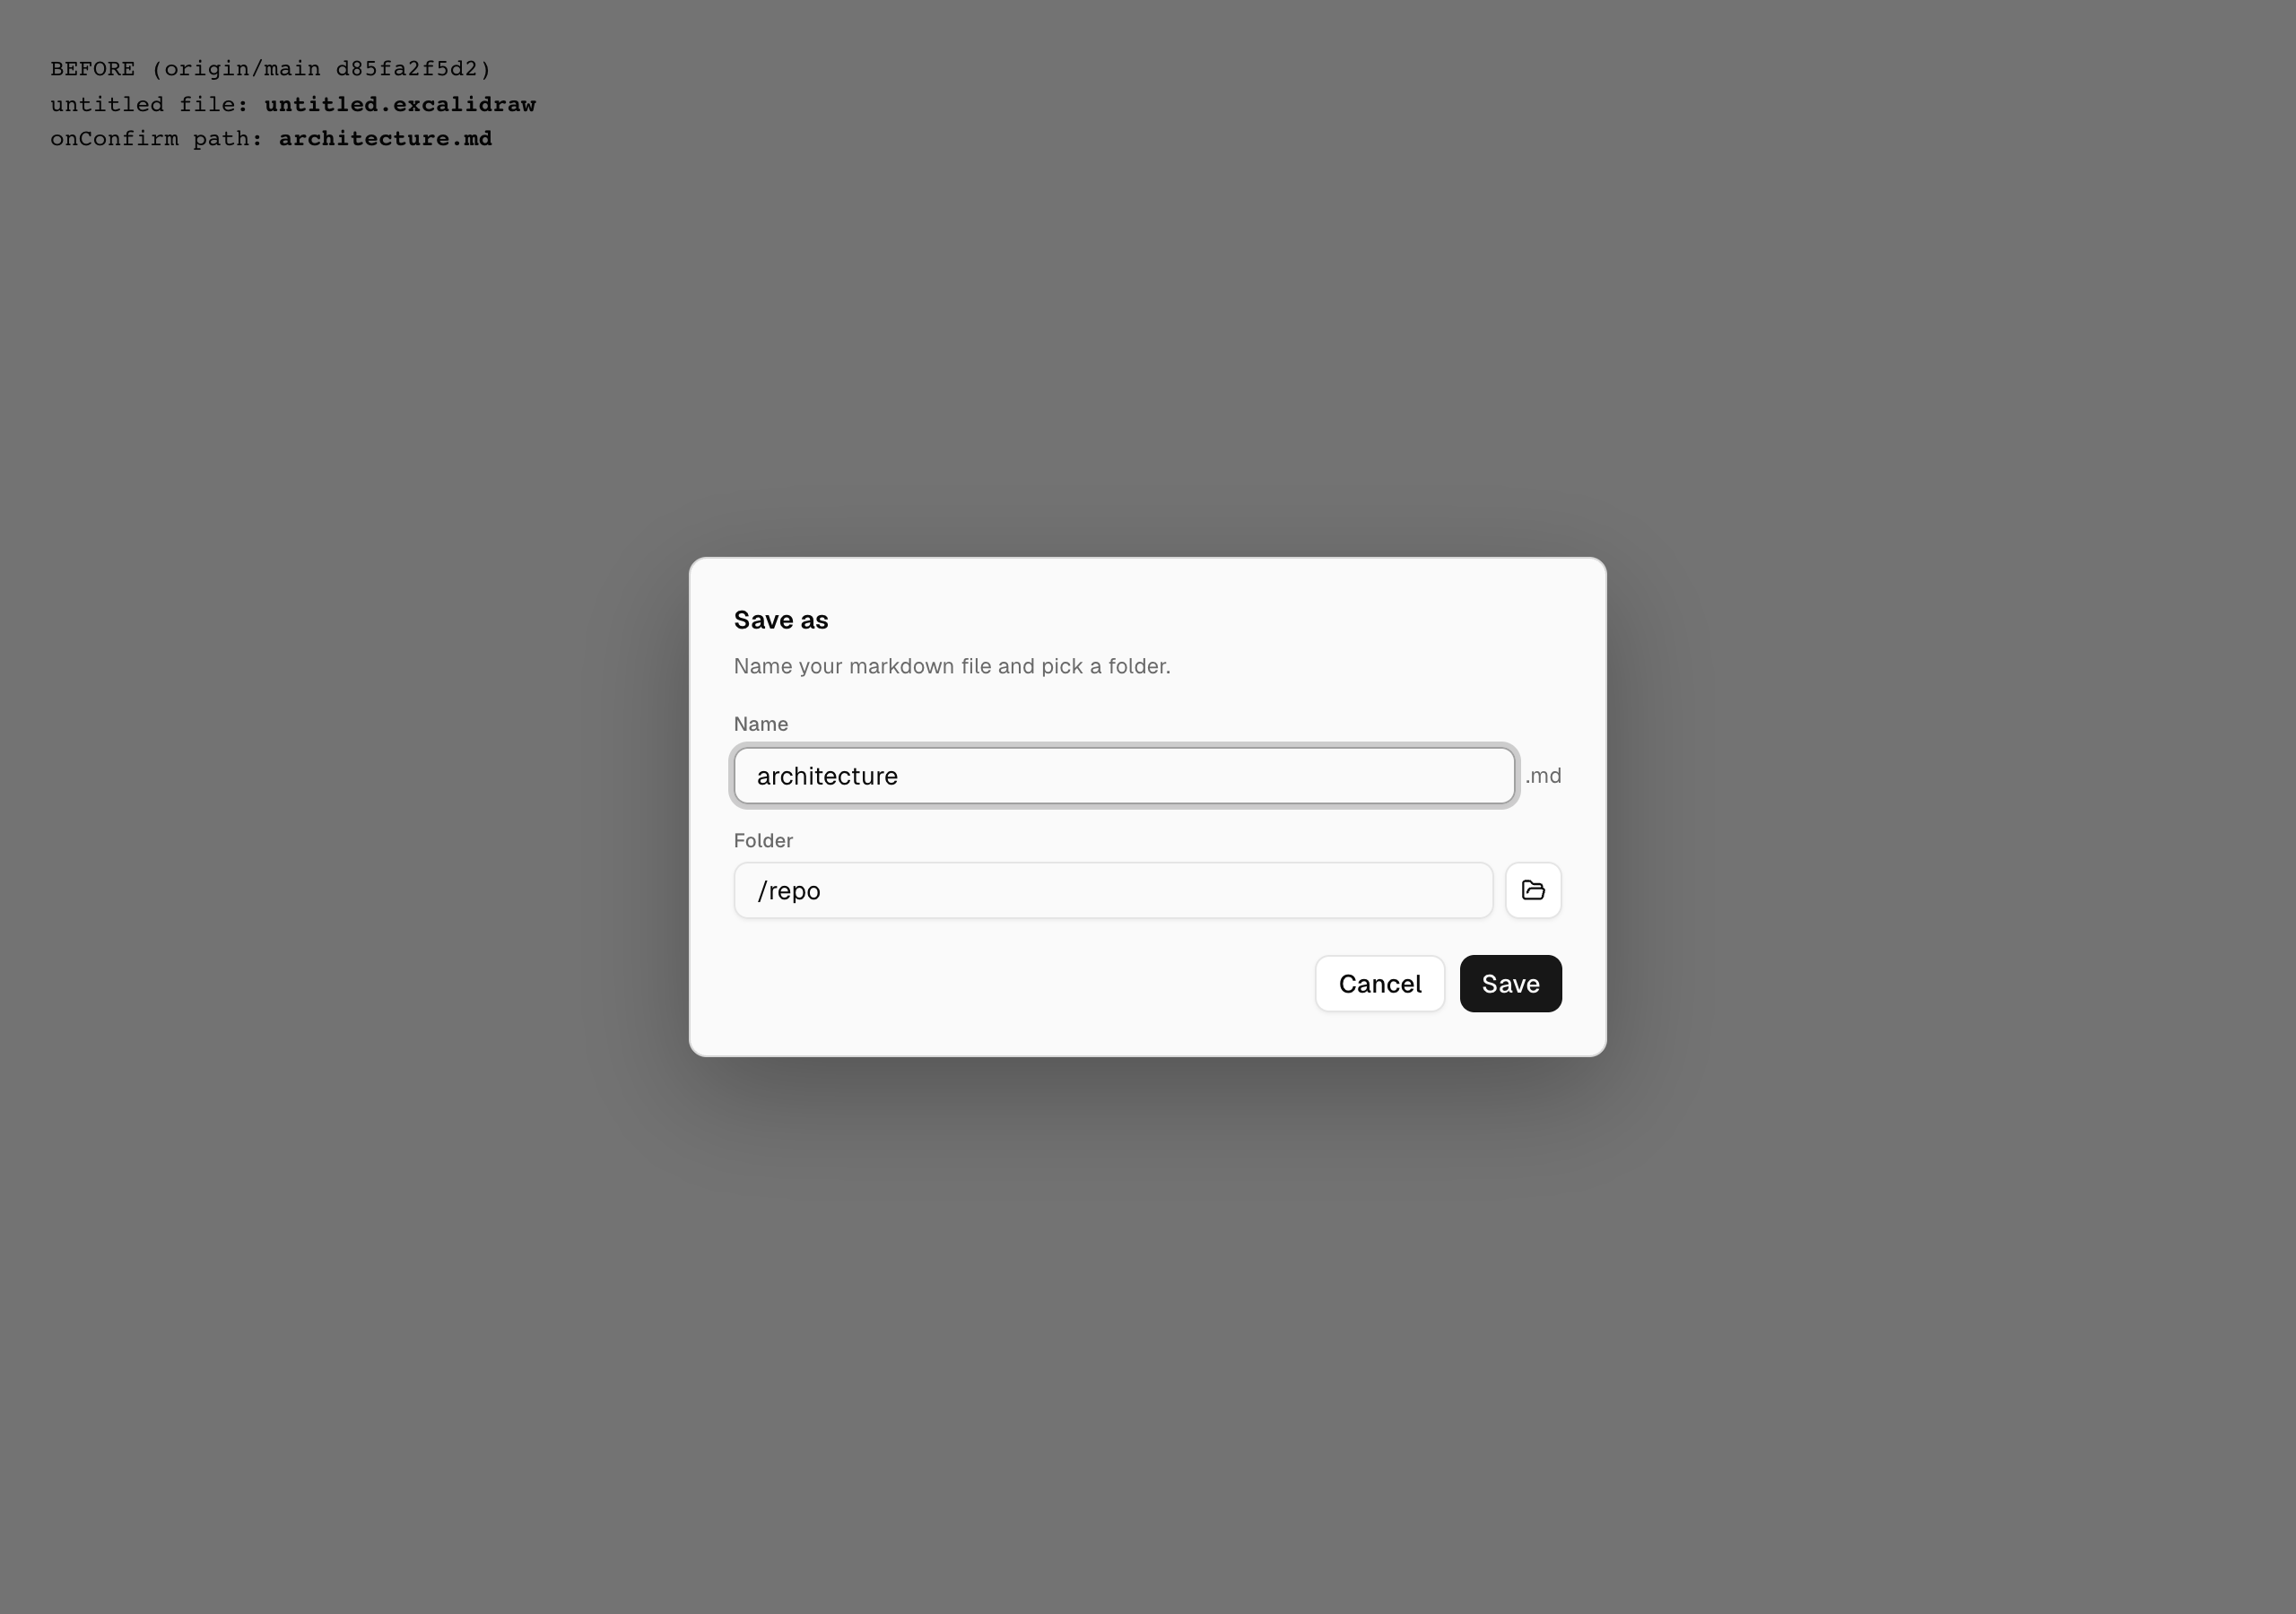 BEFORE (origin/main d85fa2f5d2)
untitled file: untitled.excalidraw
onConfirm path: architecture.md
Save as
Name your markdown file and pick a folder.
Name
architecture .md
Folder
/repo
Cancel Save